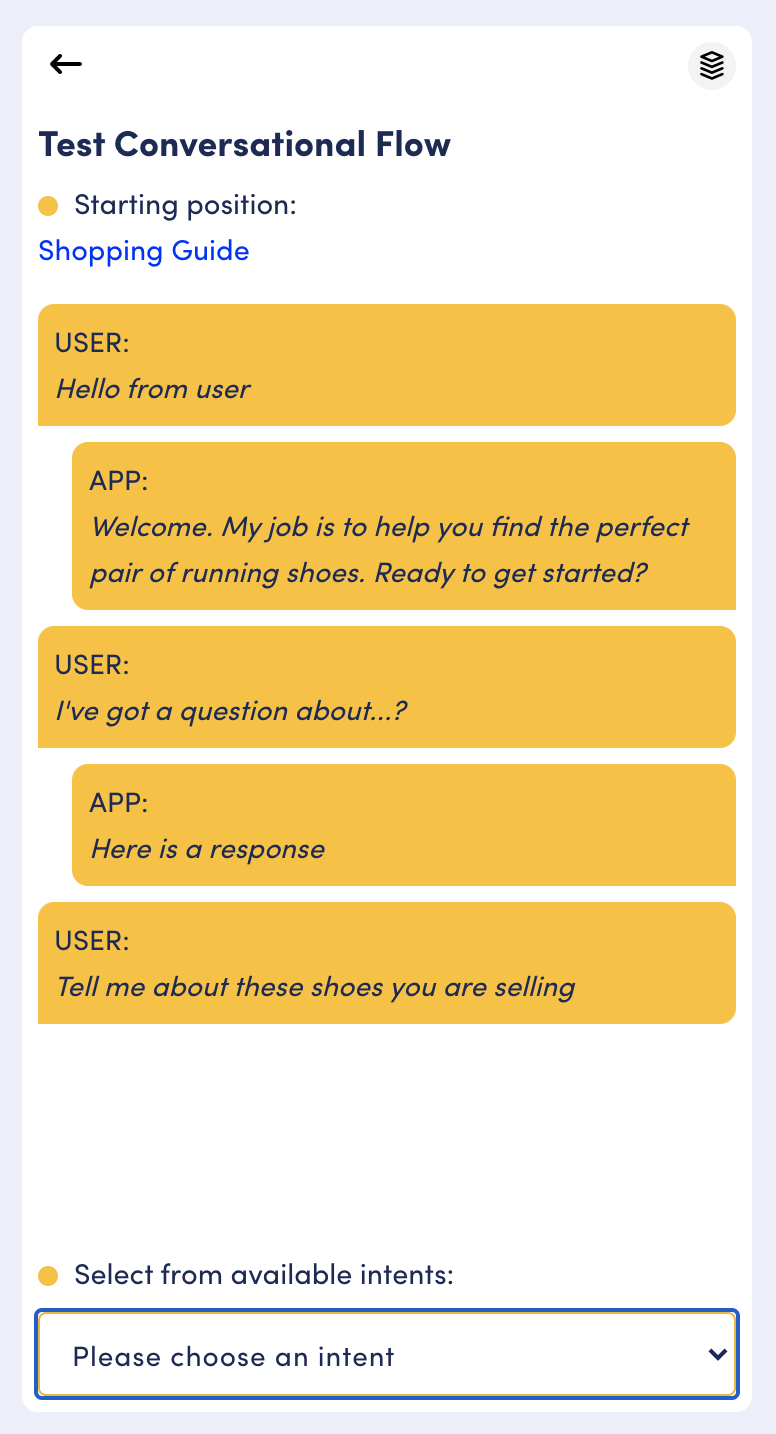 Test Conversational Flow
Starting position:
Shopping Guide
USER:
Hello from user
APP:
Welcome. My job is to help you find the perfect
pair of running shoes. Ready to get started?
USER:
I've got a question about...?
APP:
Here is a response
USER:
Tell me about these shoes you are selling
Select from available intents:
Please choose an intent